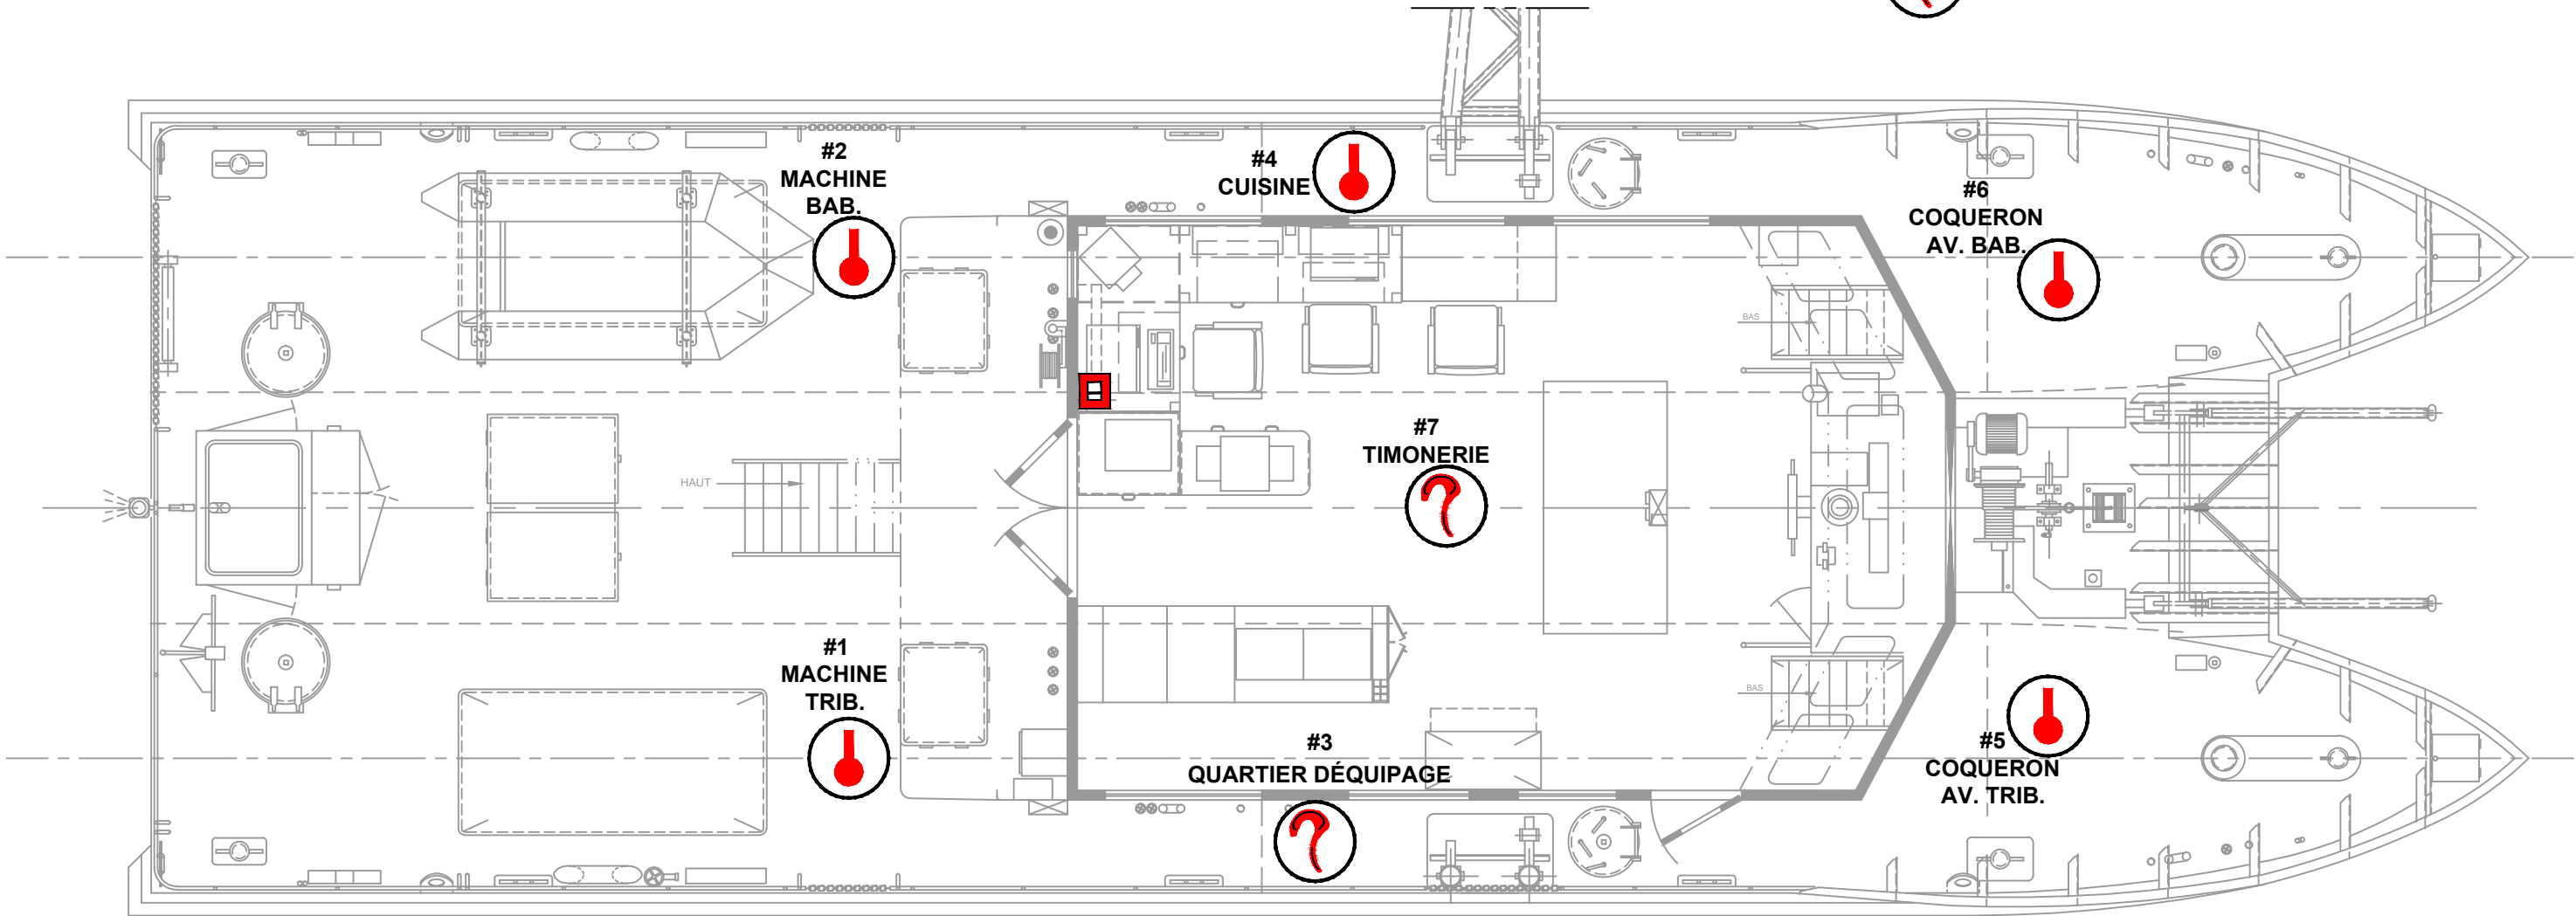 #2
MACHINE
BAB.
#4
CUISINE
#6
COQUERON
AV. BAB.
BAS
#7
TIMONERIE
HAUT
#1
MACHINE
TRIB.
BAS
#3
QUARTIER DÉQUIPAGE
#5
COQUERON
AV. TRIB.